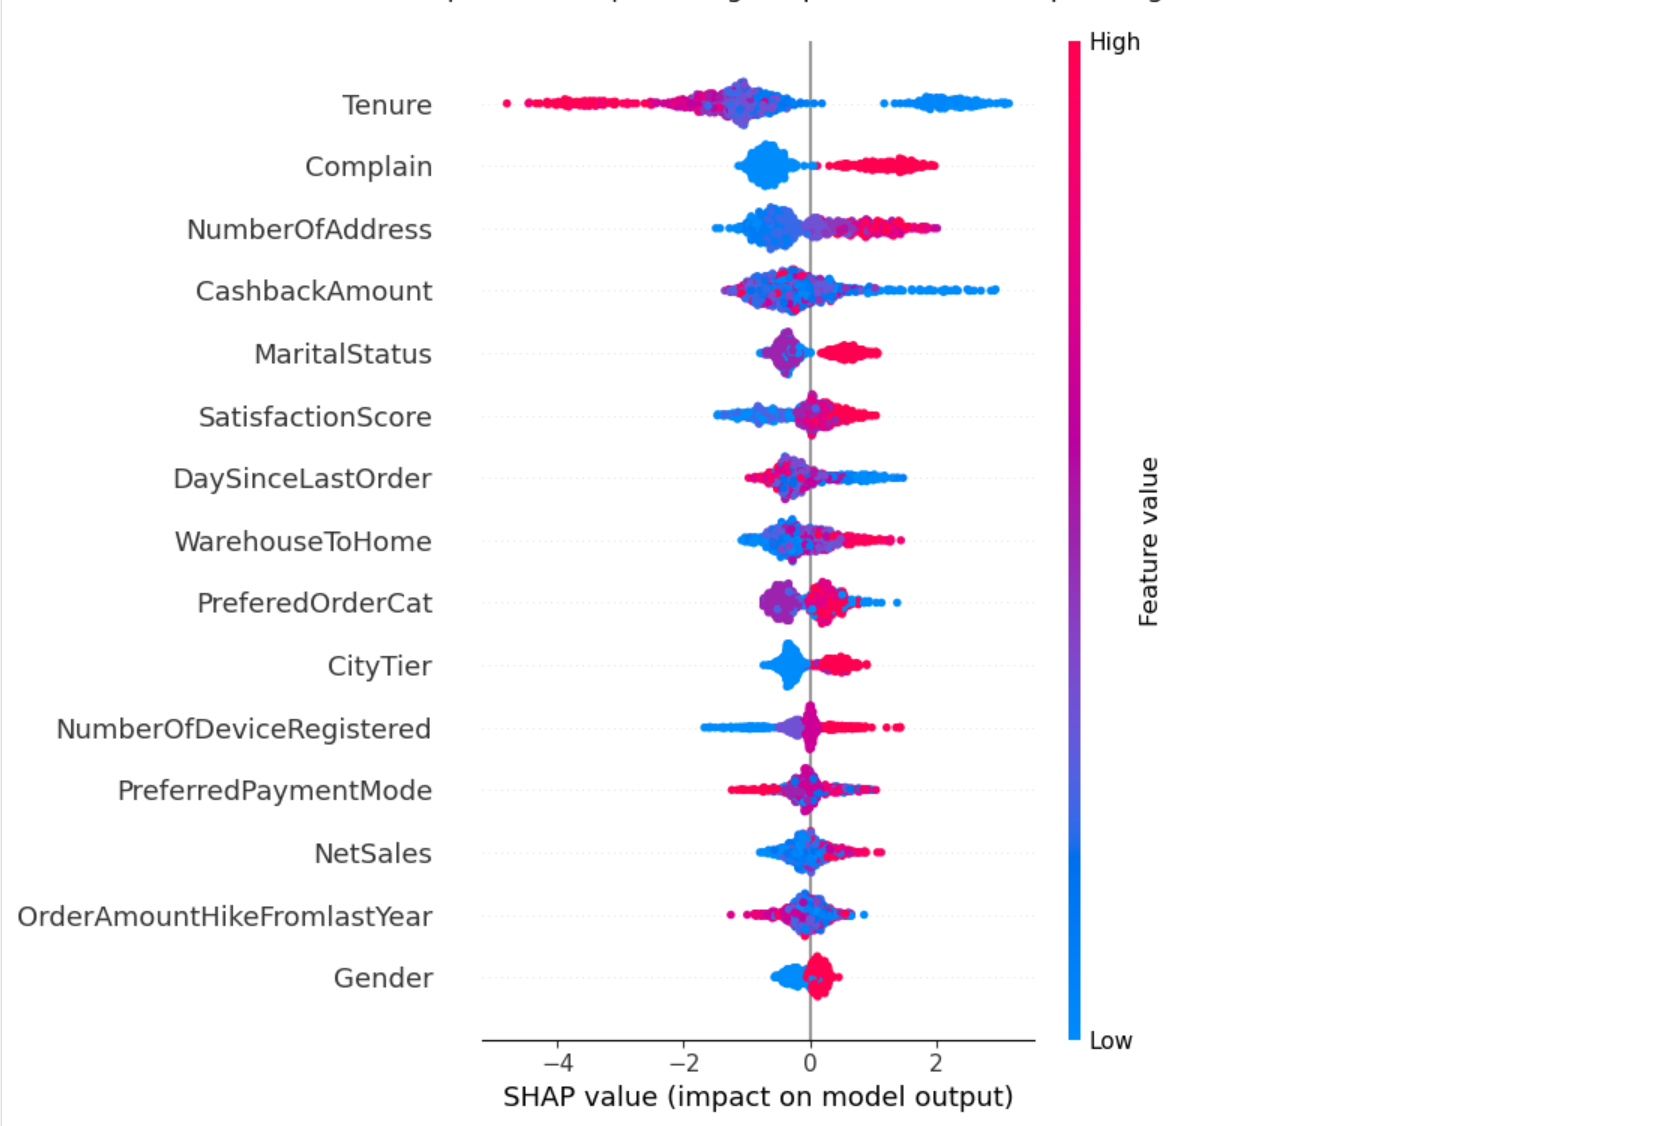 High
Tenure
Complain
NumberOfAddress
CashbackAmount
MaritalStatus
SatisfactionScore
DaySinceLastOrder
WarehouseToHome
PreferedOrderCat
CityTier
NumberOfDeviceRegistered
PreferredPaymentMode
NetSales
OrderAmountHikeFromlastYear
Gender
Feature value
Low
−4 −2 0 2
SHAP value (impact on model output)